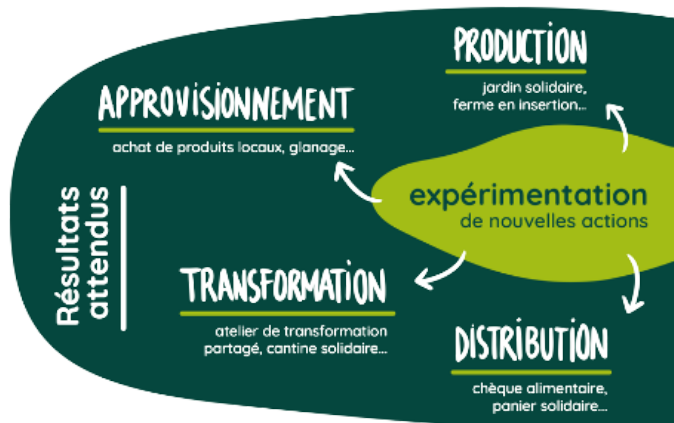 PRODUCTION
jardin solidaire,
ferme en insertion...
APPROVISIONNEMENT
achat de produits locaux, glanage...
expérimentation
de nouvelles actions
Résultats
attendus
TRANSFORMATION
atelier de transformation
partagé, cantine solidaire...
DISTRIBUTION
chèque alimentaire,
panier solidaire...